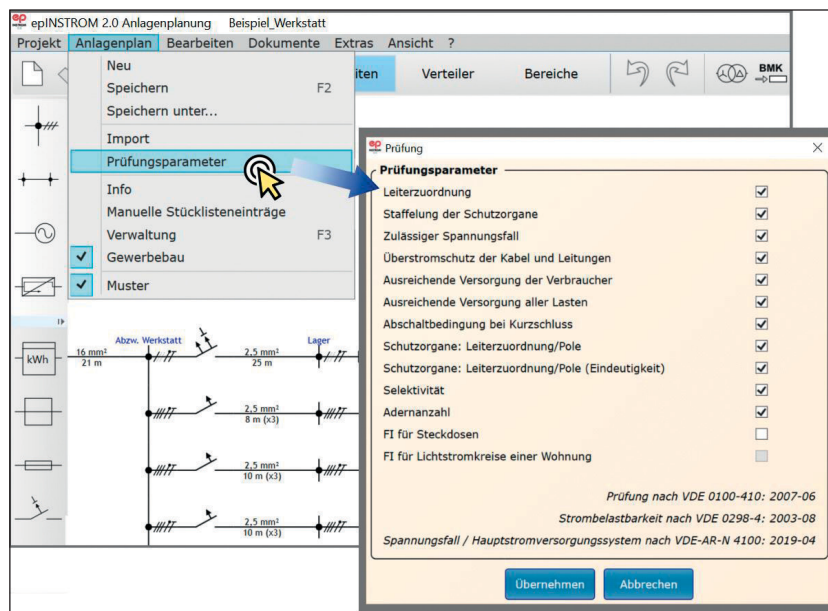 ep epINSTROM 2.0 Anlagenplanung Beispiel_Werkstatt
Projekt Anlagenplan Bearbeiten Dokumente Extras Ansicht ?
iten Verteiler Bereiche BMK
Neu
Speichern F2
Speichern unter...
Import
Prüfungsparameter
Info
Manuelle Stücklisteneinträge
Verwaltung F3
Gewerbebau
Muster
kWh
Abzw. Werkstatt Lager
16 mm² 2,5 mm²
21 m 25 m
2,5 mm²
8 m (x3)
2,5 mm²
10 m (x3)
2,5 mm²
10 m (x3)
ep Prüfung
Prüfungsparameter
Leiterzuordnung
Staffelung der Schutzorgane
Zulässiger Spannungsfall
Überstromschutz der Kabel und Leitungen
Ausreichende Versorgung der Verbraucher
Ausreichende Versorgung aller Lasten
Abschaltbedingung bei Kurzschluss
Schutzorgane: Leiterzuordnung/Pole
Schutzorgane: Leiterzuordnung/Pole (Eindeutigkeit)
Selektivität
Adernanzahl
FI für Steckdosen
FI für Lichtstromkreise einer Wohnung
Prüfung nach VDE 0100-410: 2007-06
Strombelastbarkeit nach VDE 0298-4: 2003-08
Spannungsfall / Hauptstromversorgungssystem nach VDE-AR-N 4100: 2019-04
Übernehmen Abbrechen